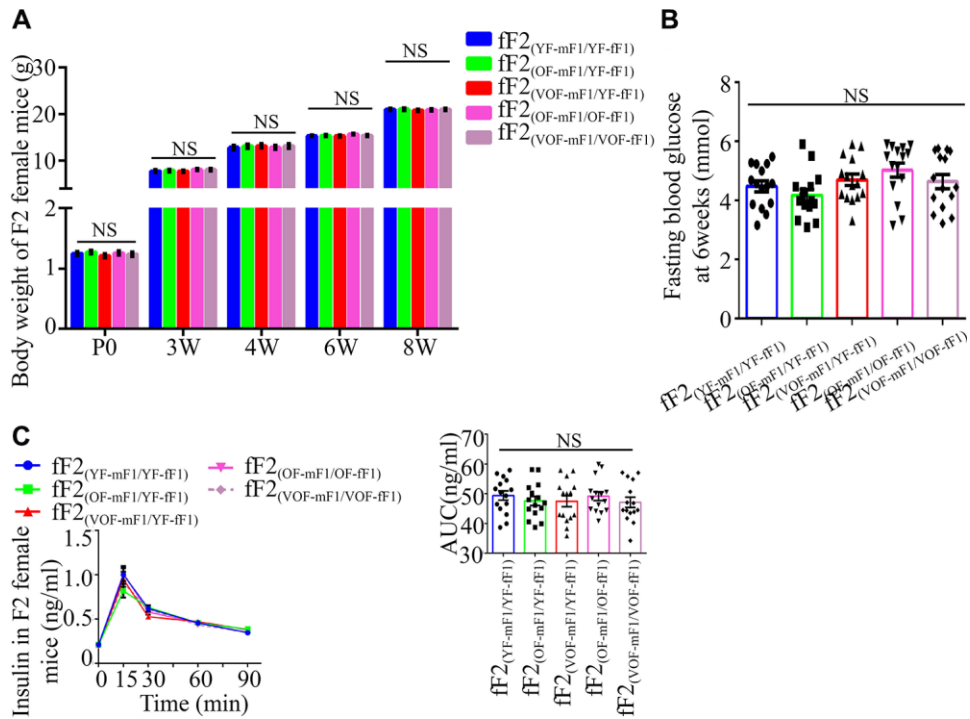 A
Body weight of F2 female mice (g)
30
20
10
2
1
0
NS
NS
NS
NS
NS
P0
3W
4W
6W
8W
fF2(YF-mF1/YF-fF1)
fF2(OF-mF1/YF-fF1)
fF2(VOF-mF1/YF-fF1)
fF2(OF-mF1/OF-fF1)
fF2(VOF-mF1/VOF-fF1)
B
Fasting blood glucose
at 6weeks (mmol)
8
6
4
2
0
NS
fF2(YF-mF1/YF-fF1)
fF2(OF-mF1/YF-fF1)
fF2(VOF-mF1/YF-fF1)
fF2(OF-mF1/OF-fF1)
fF2(VOF-mF1/VOF-fF1)
C
fF2(YF-mF1/YF-fF1)
fF2(OF-mF1/YF-fF1)
fF2(VOF-mF1/YF-fF1)
fF2(OF-mF1/OF-fF1)
fF2(VOF-mF1/VOF-fF1)
Insulin in F2 female
mice (ng/ml)
1.5
1.0
0.5
0
0
15
30
60
90
Time (min)
AUC(ng/ml)
70
60
50
40
30
NS
fF2(YF-mF1/YF-fF1)
fF2(OF-mF1/YF-fF1)
fF2(VOF-mF1/YF-fF1)
fF2(OF-mF1/OF-fF1)
fF2(VOF-mF1/VOF-fF1)